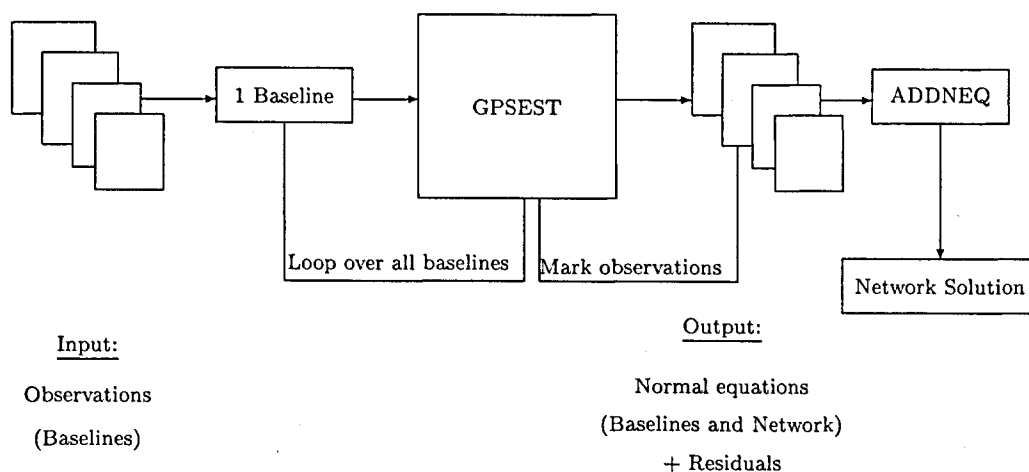 1 Baseline
GPSEST
ADDNEQ
Loop over all baselines
Mark observations
Network Solution
Input:
Observations
(Baselines)
Output:
Normal equations
(Baselines and Network)
+ Residuals